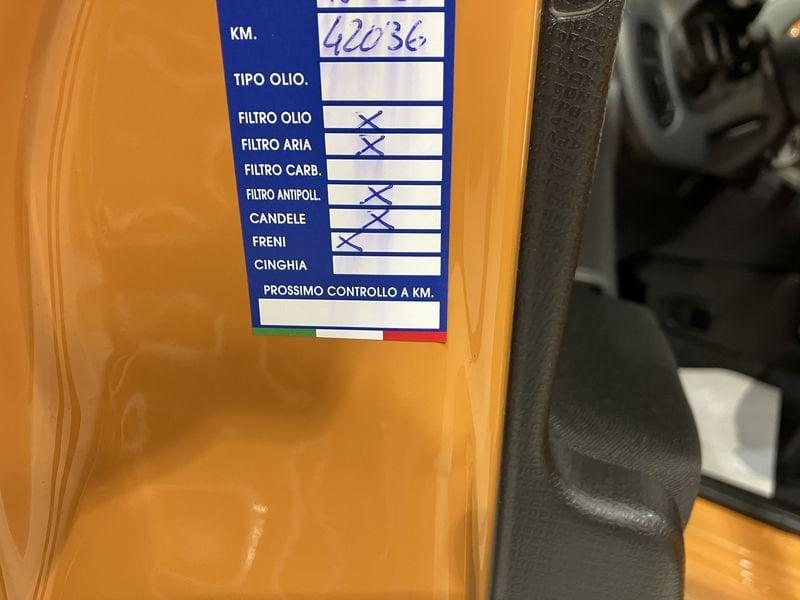 KM. 42036
TIPO OLIO.
FILTRO OLIO X
FILTRO ARIA X
FILTRO CARB.
FILTRO ANTIPOLL. X
CANDELE X
FRENI X
CINGHIA
PROSSIMO CONTROLLO A KM.